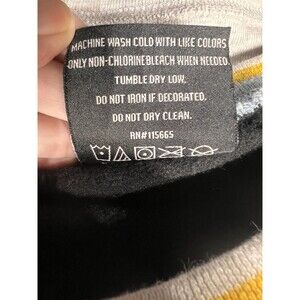 MACHINE WASH COLD WITH LIKE COLORS
ONLY NON-CHLORINE BLEACH WHEN NEEDED.
TUMBLE DRY LOW.
DO NOT IRON IF DECORATED.
DO NOT DRY CLEAN.
RN#115665